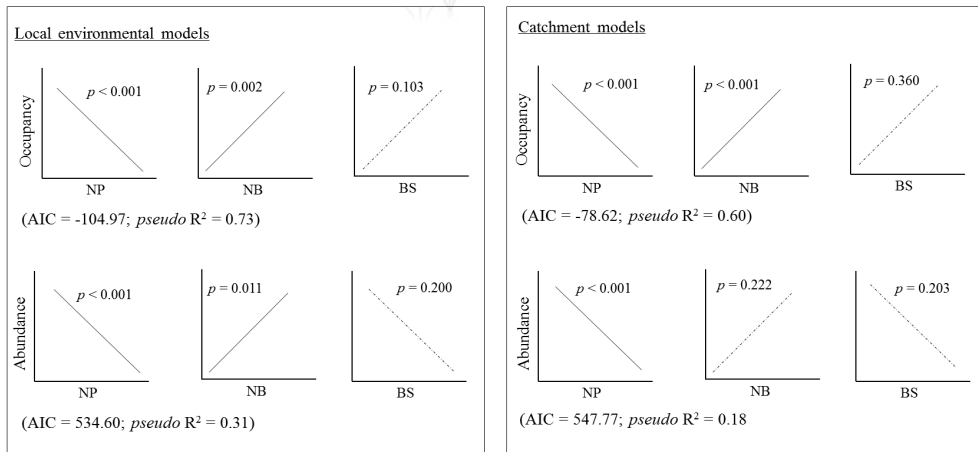 Local environmental models
p < 0.001
p = 0.002
p = 0.103
Occupancy
NP
NB
BS
(AIC = -104.97; pseudo R² = 0.73)
p < 0.001
p = 0.011
p = 0.200
Abundance
NP
NB
BS
(AIC = 534.60; pseudo R² = 0.31)
Catchment models
p < 0.001
p < 0.001
p = 0.360
Occupancy
NP
NB
BS
(AIC = -78.62; pseudo R² = 0.60)
p < 0.001
p = 0.222
p = 0.203
Abundance
NP
NB
BS
(AIC = 547.77; pseudo R² = 0.18